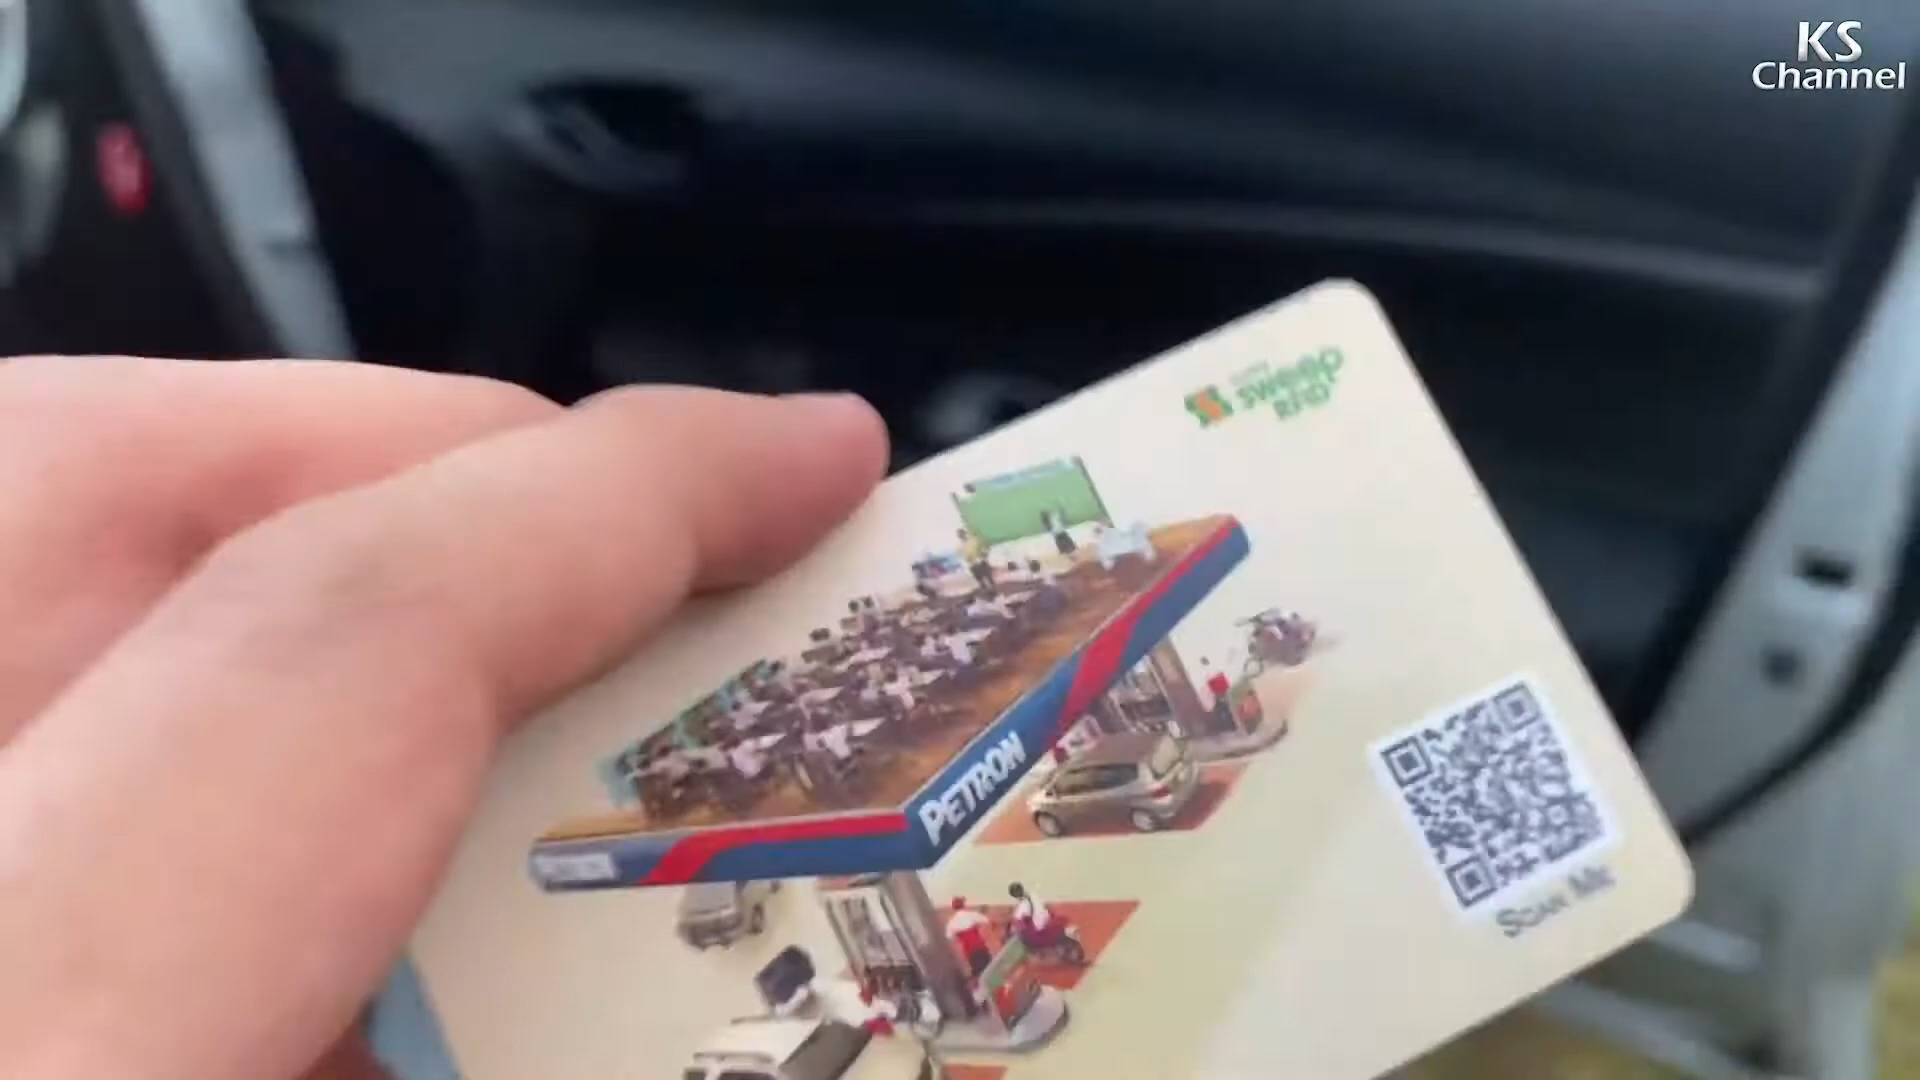 KS
Channel
sweep
RFID
PETRON
PETRON
SCAN ME